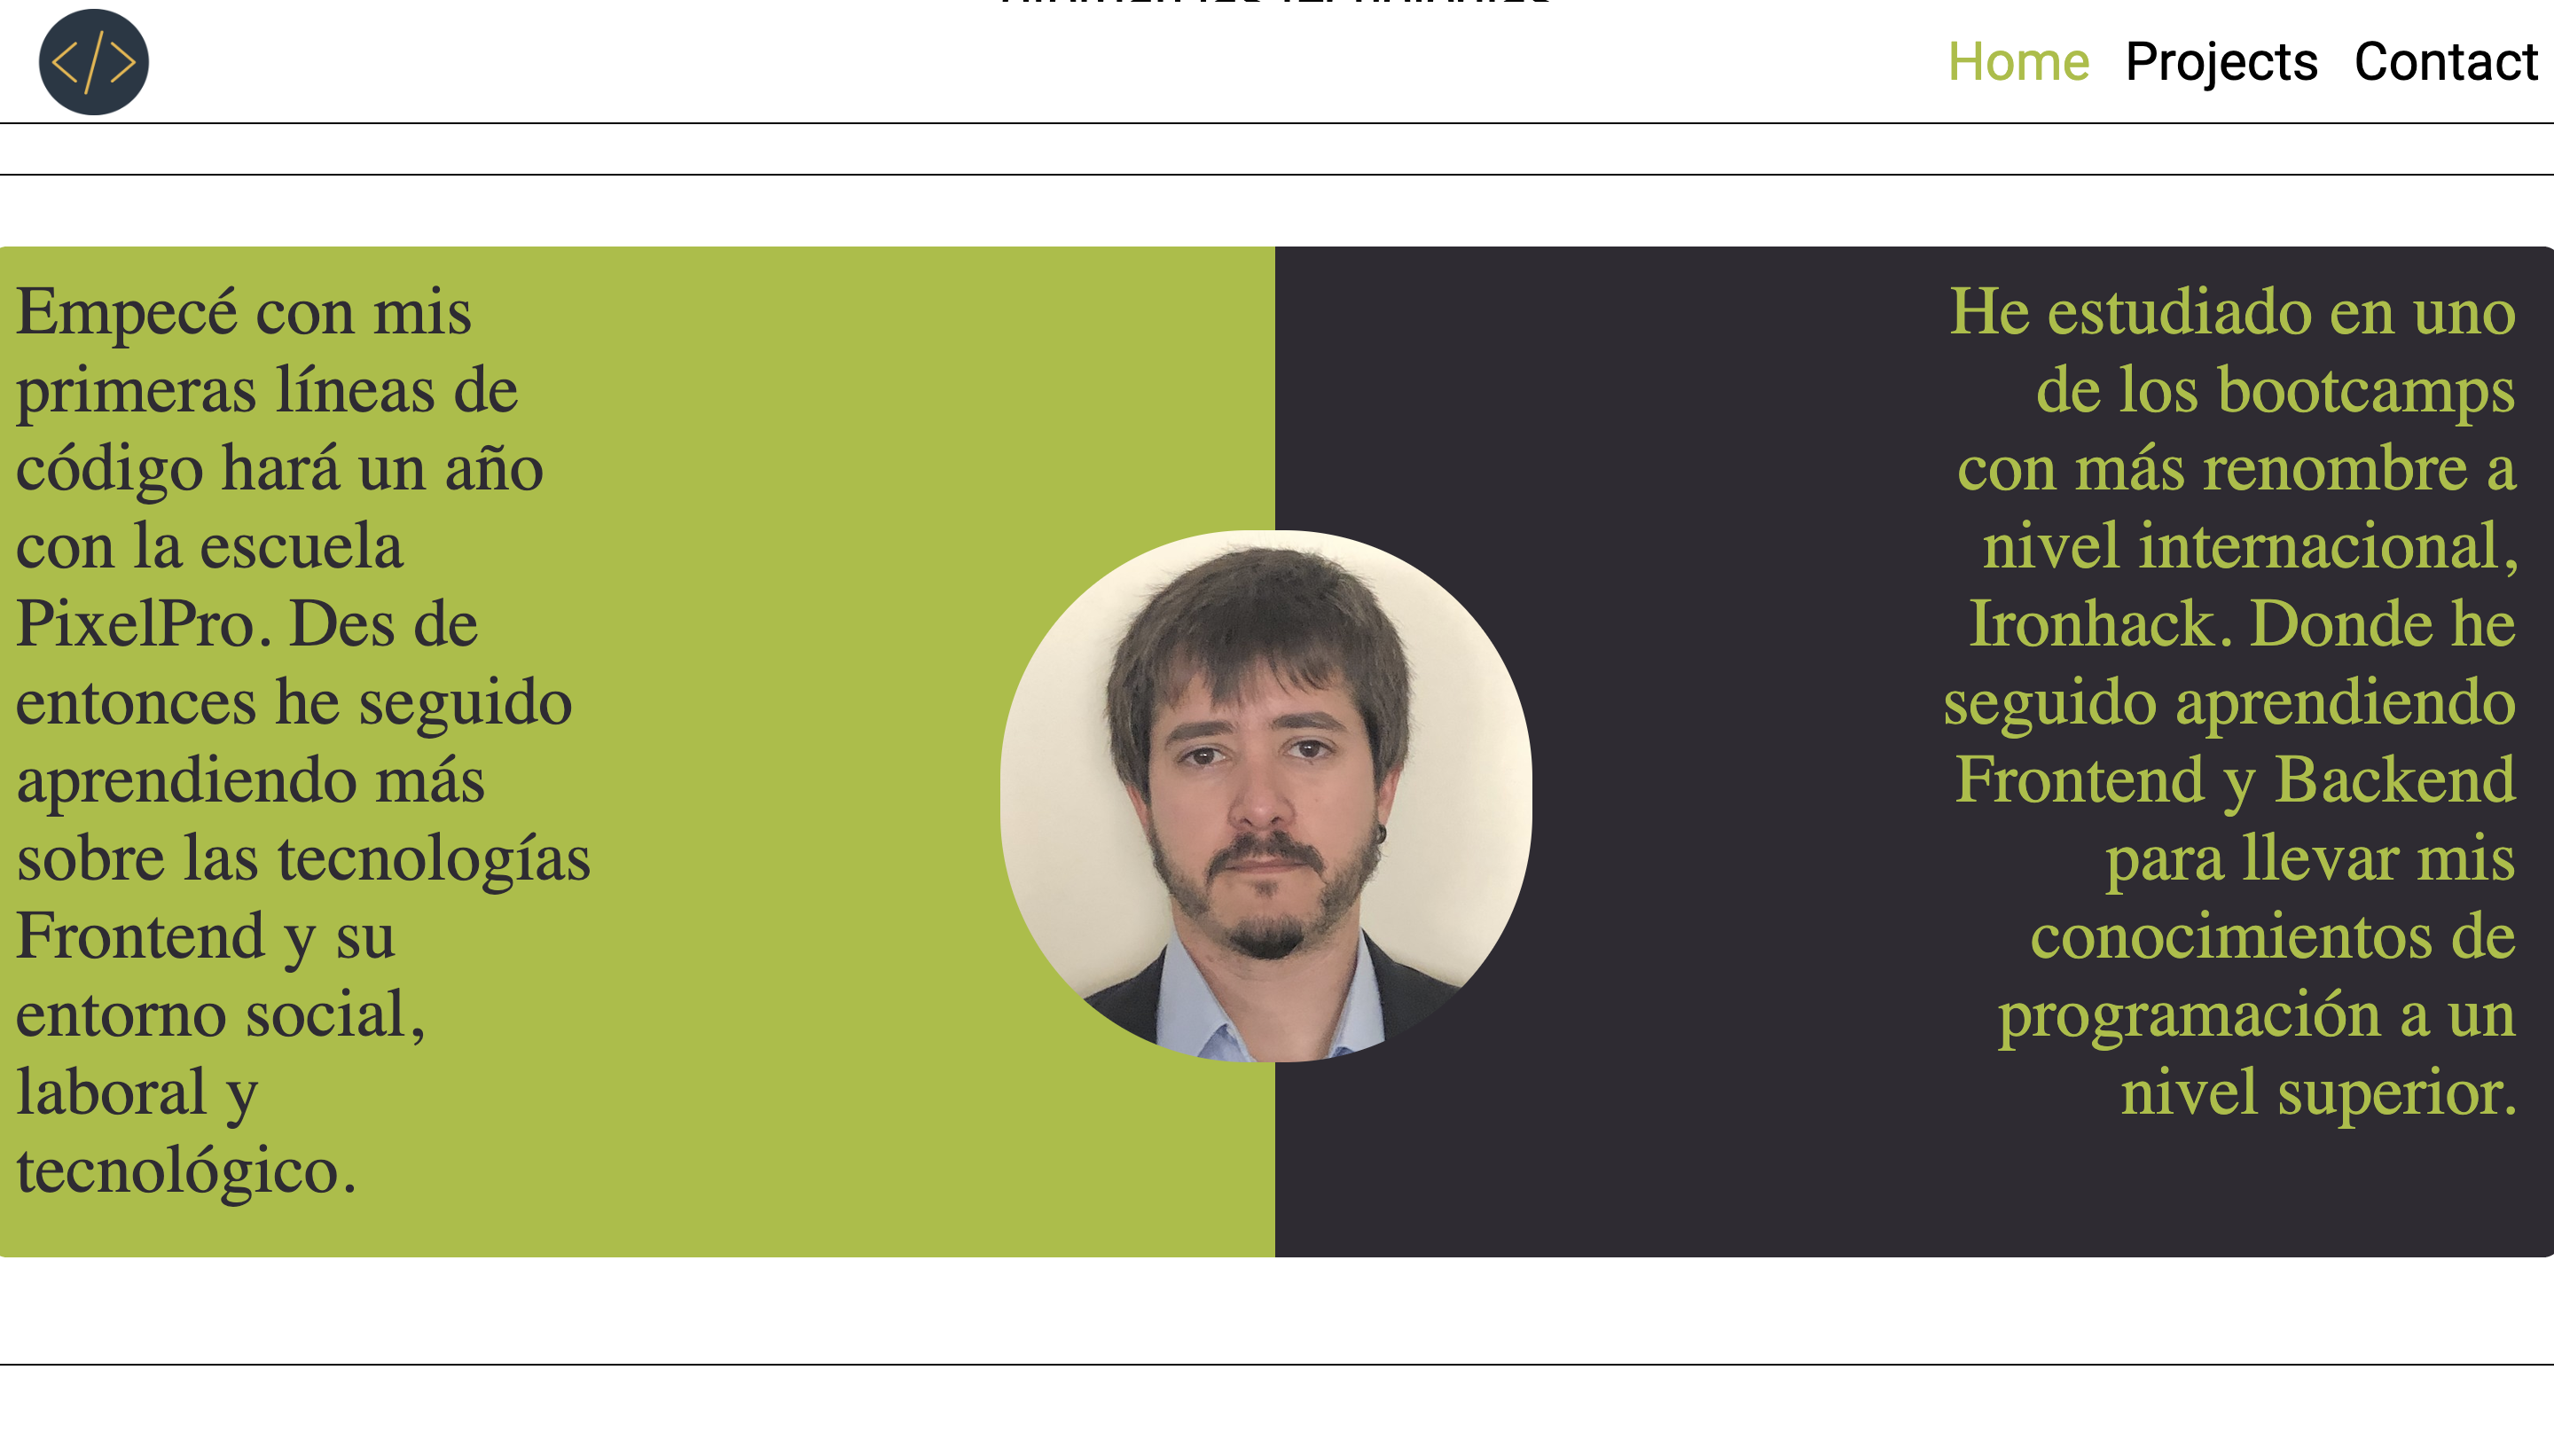 </>
Home Projects Contact
Empecé con mis
primeras líneas de
código hará un año
con la escuela
PixelPro. Des de
entonces he seguido
aprendiendo más
sobre las tecnologías
Frontend y su
entorno social,
laboral y
tecnológico.
He estudiado en uno
de los bootcamps
con más renombre a
nivel internacional,
Ironhack. Donde he
seguido aprendiendo
Frontend y Backend
para llevar mis
conocimientos de
programación a un
nivel superior.